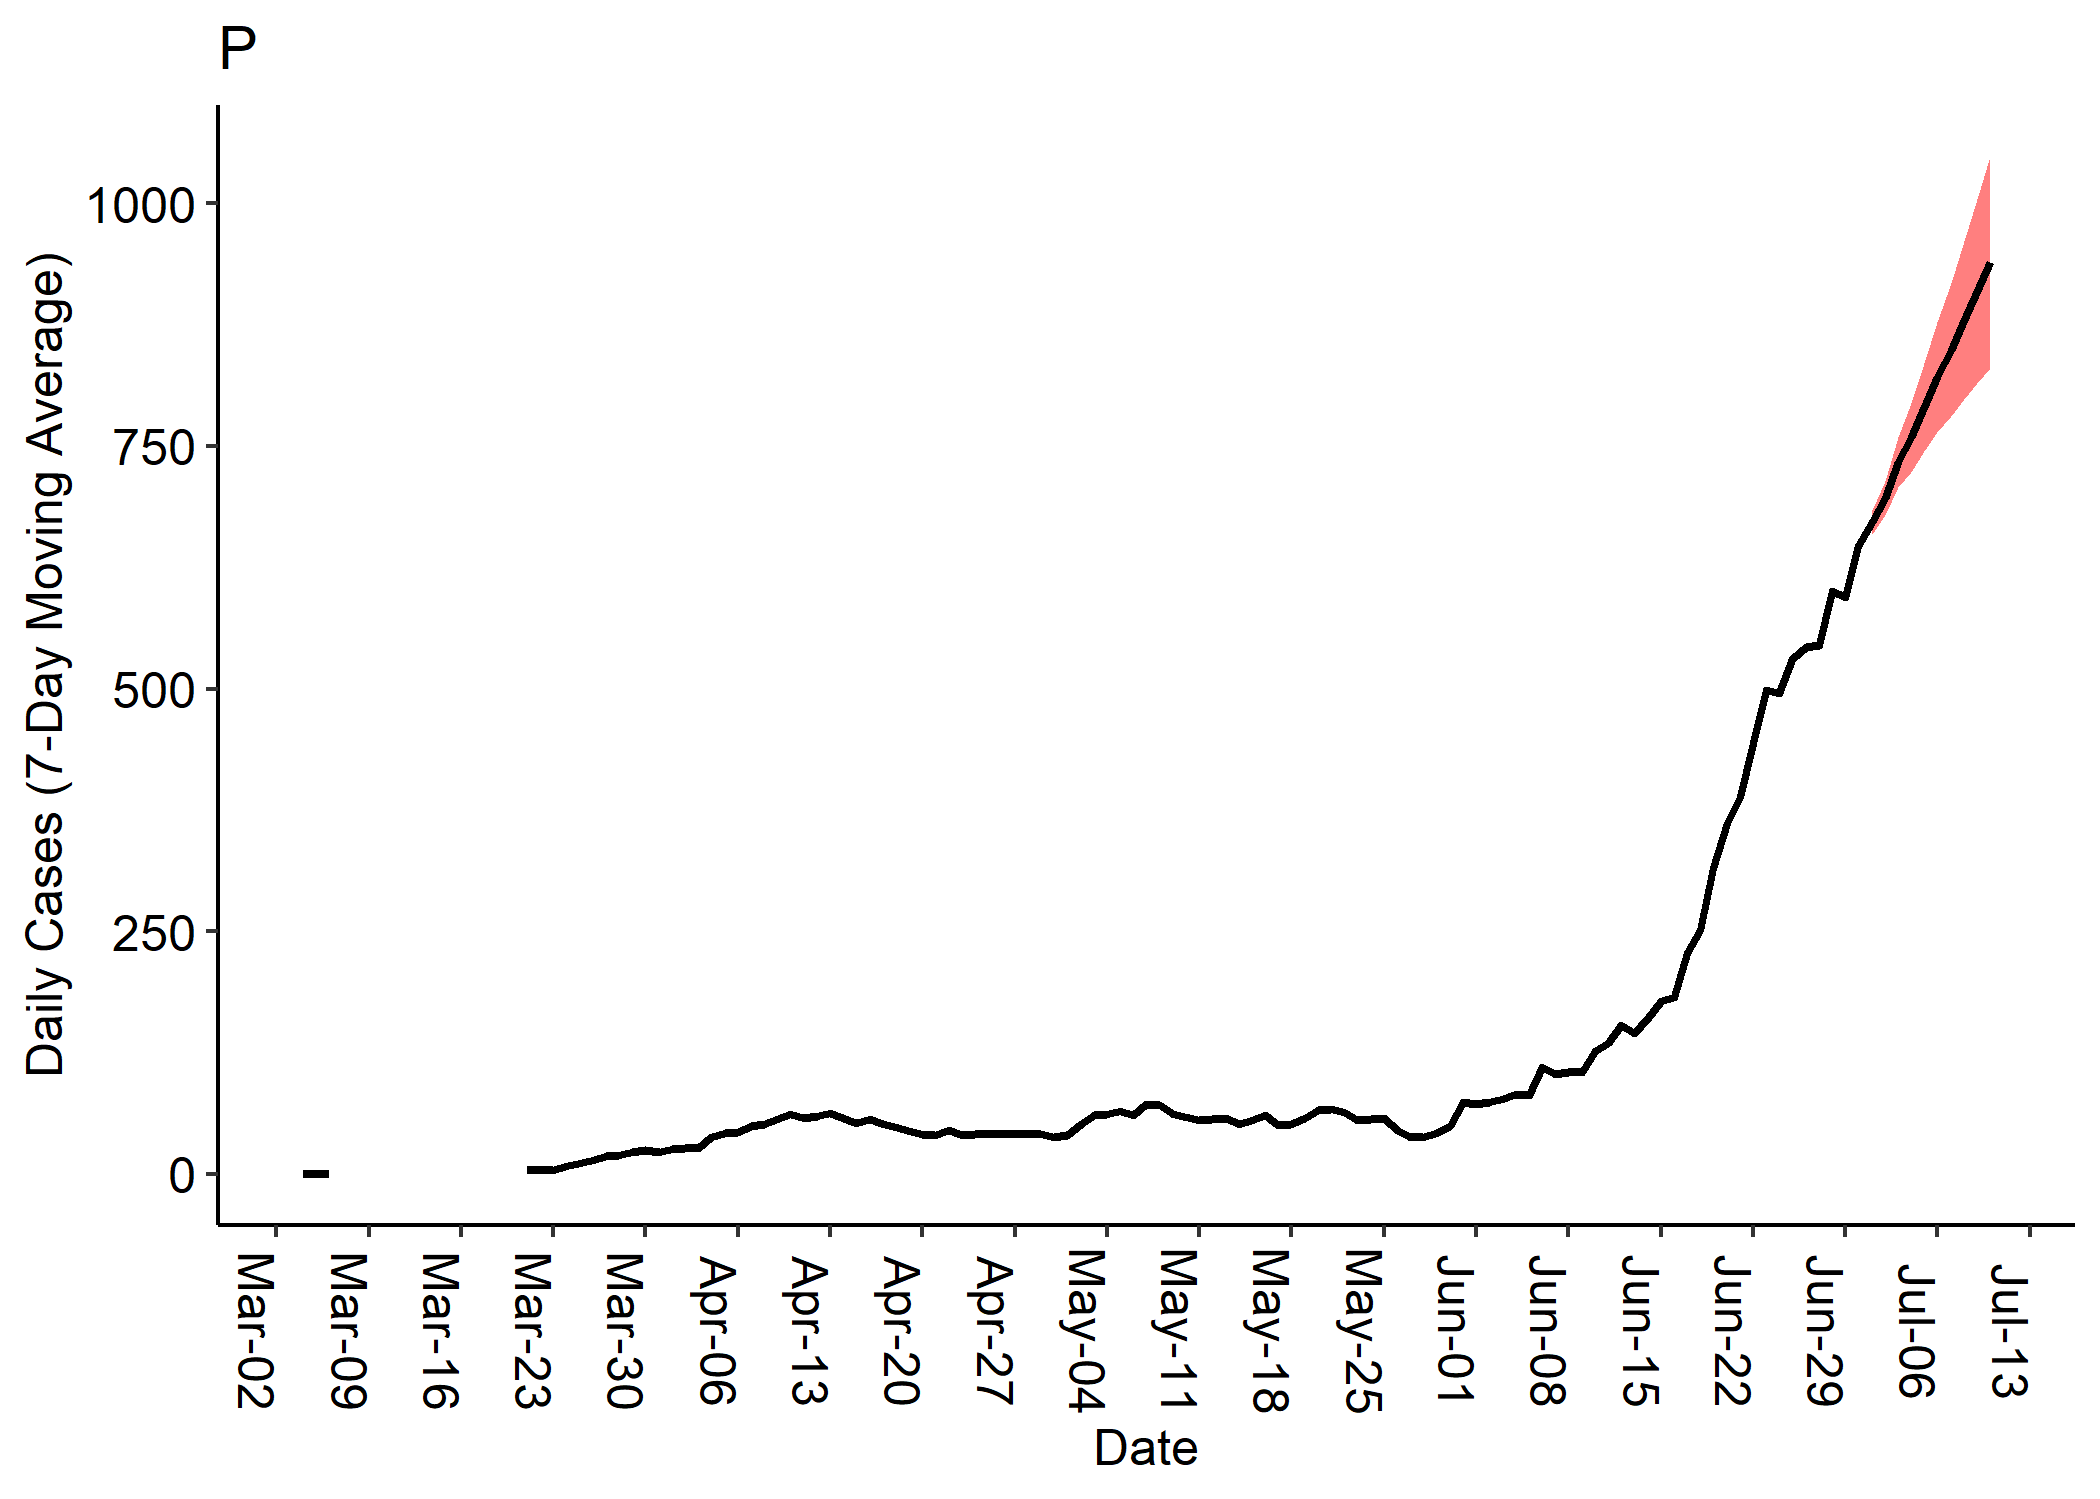 P
Daily Cases (7-Day Moving Average)
1000
750
500
250
0
Mar-02
Mar-09
Mar-16
Mar-23
Mar-30
Apr-06
Apr-13
Apr-20
Apr-27
May-04
May-11
May-18
May-25
Jun-01
Jun-08
Jun-15
Jun-22
Jun-29
Jul-06
Jul-13
Date